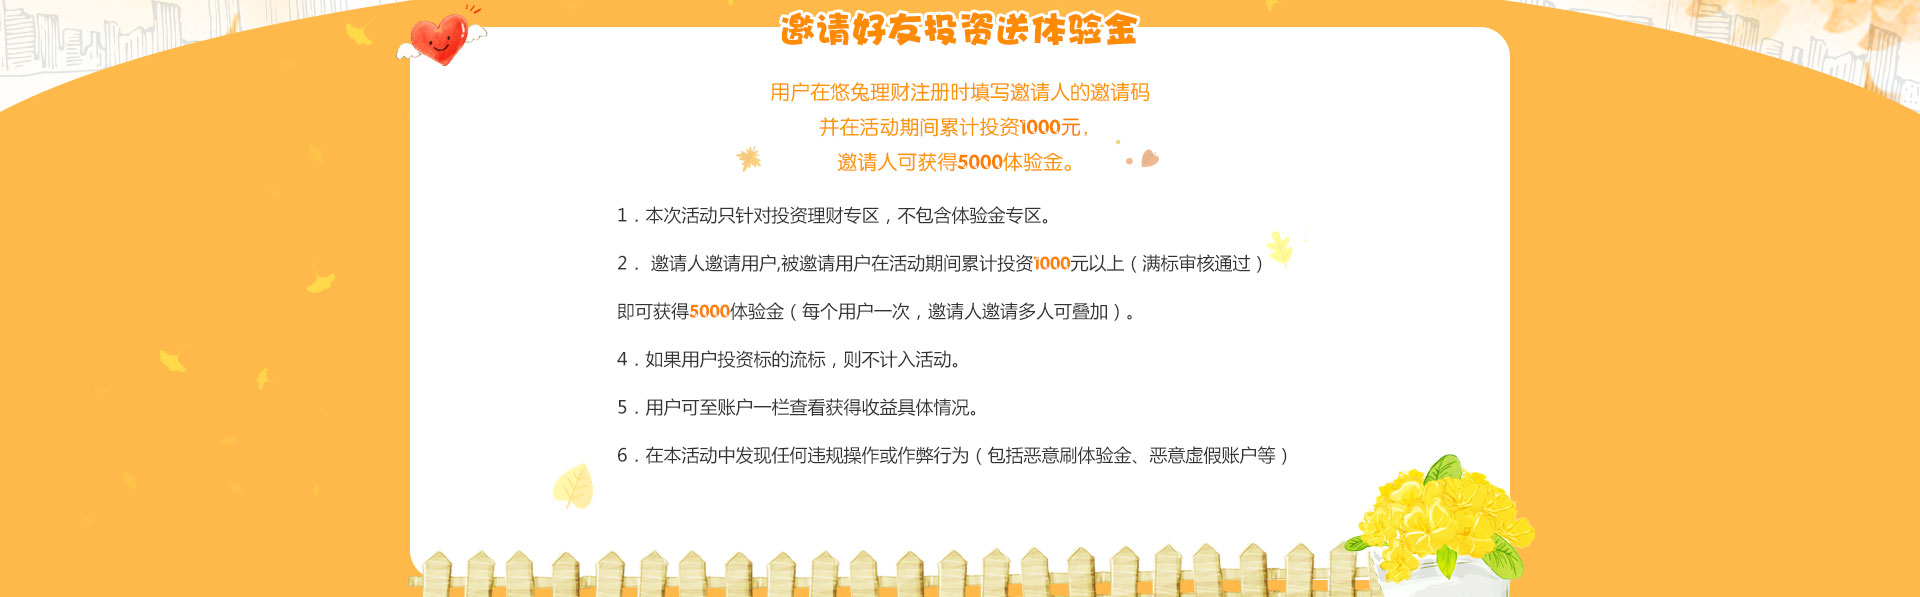 邀请好友投资送体验金
用户在悠兔理财注册时填写邀请人的邀请码
并在活动期间累计投资1000元，
邀请人可获得5000体验金。
1．本次活动只针对投资理财专区，不包含体验金专区。
2． 邀请人邀请用户,被邀请用户在活动期间累计投资1000元以上（满标审核通过）
即可获得5000体验金（每个用户一次，邀请人邀请多人可叠加）。
4．如果用户投资标的流标，则不计入活动。
5．用户可至账户一栏查看获得收益具体情况。
6．在本活动中发现任何违规操作或作弊行为（包括恶意刷体验金、恶意虚假账户等）